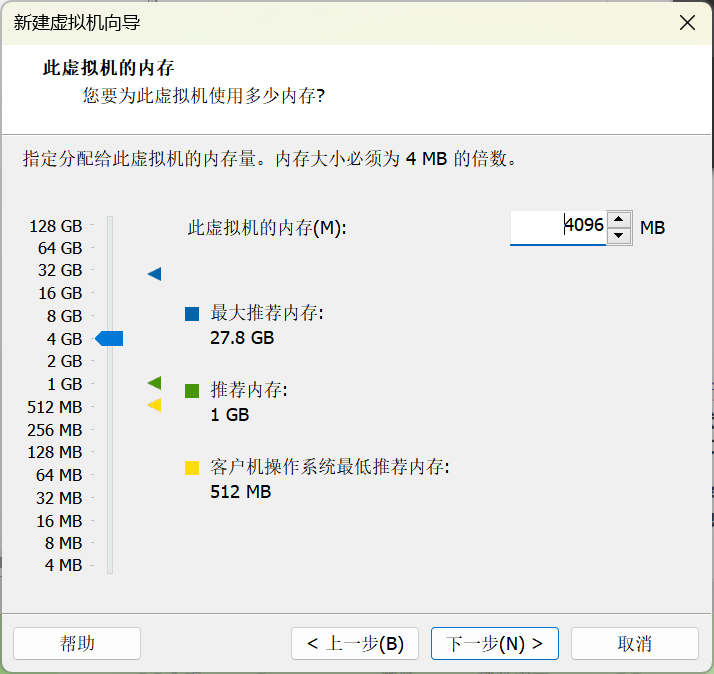 新建虚拟机向导
此虚拟机的内存
您要为此虚拟机使用多少内存?
指定分配给此虚拟机的内存量。内存大小必须为 4 MB 的倍数。
此虚拟机的内存(M):
4096 MB
128 GB
64 GB
32 GB
16 GB
8 GB
4 GB
2 GB
1 GB
512 MB
256 MB
128 MB
64 MB
32 MB
16 MB
8 MB
4 MB
最大推荐内存:
27.8 GB
推荐内存:
1 GB
客户机操作系统最低推荐内存:
512 MB
帮助
< 上一步(B)
下一步(N) >
取消